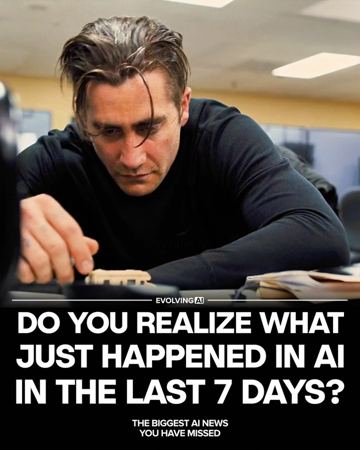 EVOLVING AI
DO YOU REALIZE WHAT
JUST HAPPENED IN AI
IN THE LAST 7 DAYS?
THE BIGGEST AI NEWS
YOU HAVE MISSED